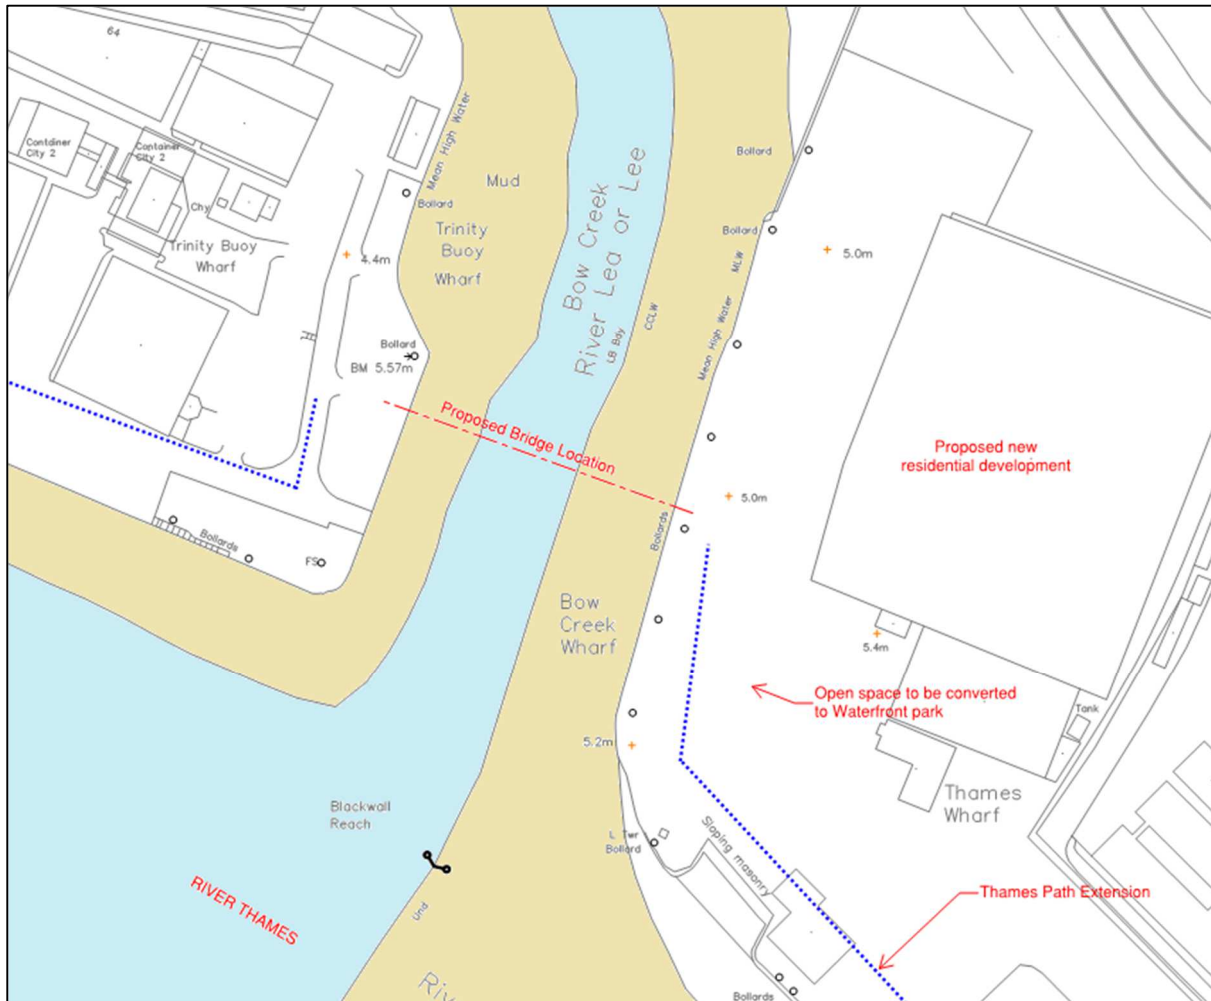 64
Container
City 2
Container
City 2
Chy
Trinity Buoy
Wharf
4.4m
Mean High Water
Bollard
Mud
Trinity
Buoy
Wharf
Bollard
BM 5.57m
Bow Creek
River Lea or Lee
LB Bdy
CCLW
Mean High Water
MLW
Bollard
Bollard
5.0m
Proposed Bridge Location
Proposed new
residential development
5.0m
Bollards
Bollards
FS
Bow
Creek
Wharf
5.4m
Open space to be converted
to Waterfront park
Tank
5.2m
Thames
Wharf
Blackwall
Reach
L Twr
Bollard
Sloping masonry
Thames Path Extension
RIVER THAMES
Und
Riv
Bollards